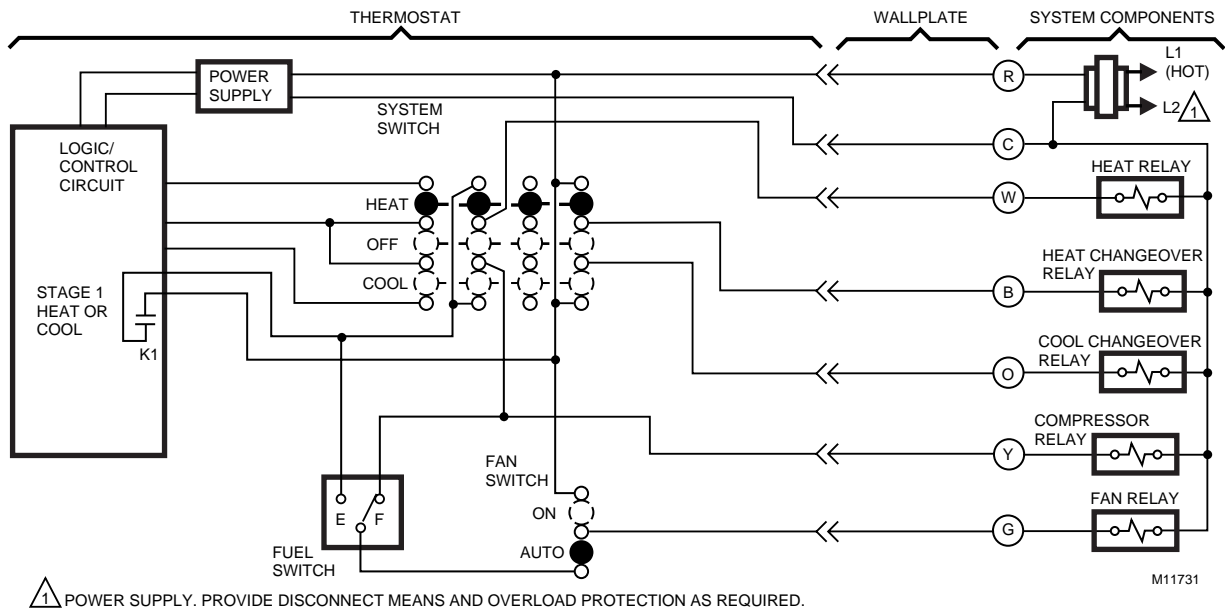 THERMOSTAT
WALLPLATE
SYSTEM COMPONENTS
L1
(HOT)
POWER
SUPPLY
R
L2
1
SYSTEM
SWITCH
C
LOGIC/
CONTROL
CIRCUIT
HEAT RELAY
HEAT
W
OFF
HEAT CHANGEOVER
RELAY
COOL
B
STAGE 1
HEAT OR
COOL
K1
COOL CHANGEOVER
RELAY
O
COMPRESSOR
RELAY
Y
FAN
SWITCH
FAN RELAY
E F
ON
G
AUTO
FUEL
SWITCH
M11731
1 POWER SUPPLY. PROVIDE DISCONNECT MEANS AND OVERLOAD PROTECTION AS REQUIRED.